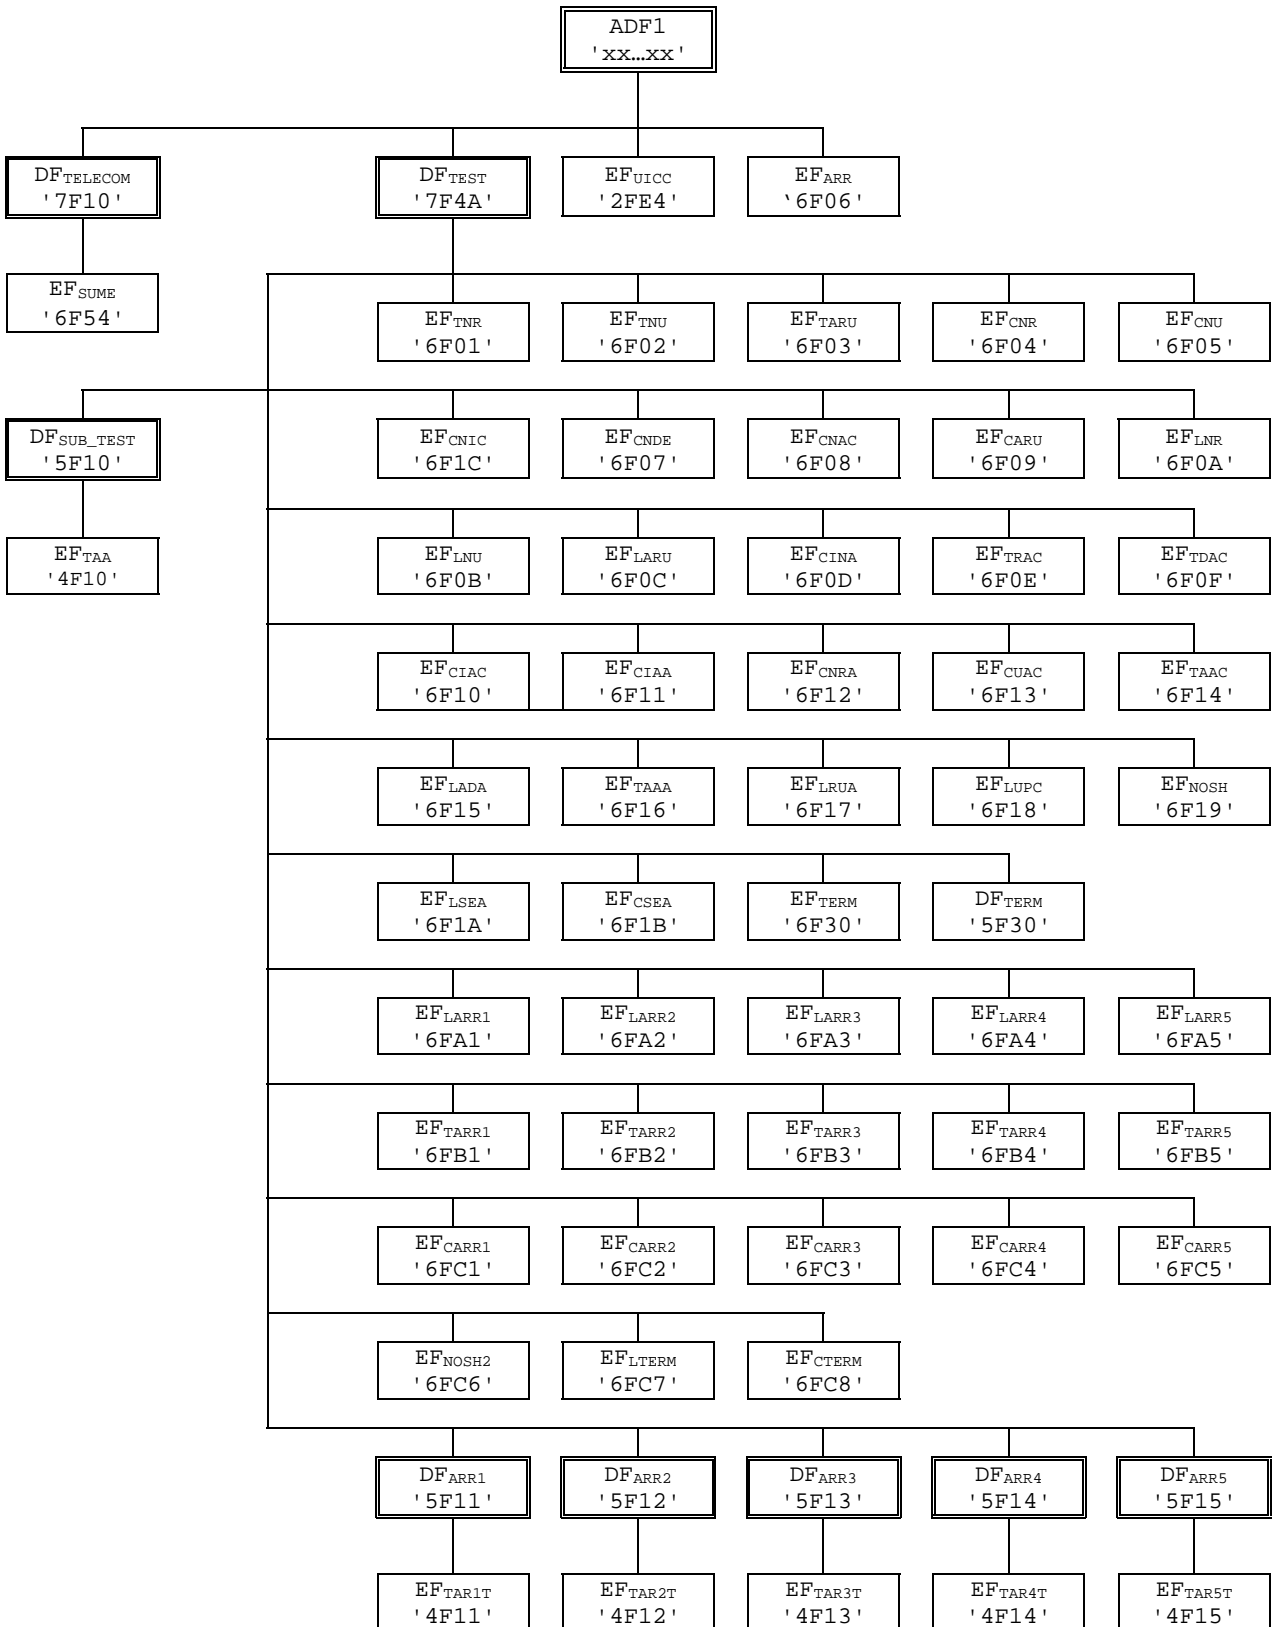 ADF1
'xx…xx'
DFTELECOM
'7F10'
DFTEST
'7F4A'
EFUICC
'2FE4'
EFARR
‘6F06'
EFSUME
'6F54'
EFTNR
'6F01'
EFTNU
'6F02'
EFTARU
'6F03'
EFCNR
'6F04'
EFCNU
'6F05'
DFSUB_TEST
'5F10'
EFCNIC
'6F1C'
EFCNDE
'6F07'
EFCNAC
'6F08'
EFCARU
'6F09'
EFLNR
'6F0A'
EFTAA
'4F10'
EFLNU
'6F0B'
EFLARU
'6F0C'
EFCINA
'6F0D'
EFTRAC
'6F0E'
EFTDAC
'6F0F'
EFCIAC
'6F10'
EFCIAA
'6F11'
EFCNRA
'6F12'
EFCUAC
'6F13'
EFTAAC
'6F14'
EFLADA
'6F15'
EFTAAA
'6F16'
EFLRUA
'6F17'
EFLUPC
'6F18'
EFNOSH
'6F19'
EFLSEA
'6F1A'
EFCSEA
'6F1B'
EFTERM
'6F30'
DFTERM
'5F30'
EFLARR1
'6FA1'
EFLARR2
'6FA2'
EFLARR3
'6FA3'
EFLARR4
'6FA4'
EFLARR5
'6FA5'
EFTARR1
'6FB1'
EFTARR2
'6FB2'
EFTARR3
'6FB3'
EFTARR4
'6FB4'
EFTARR5
'6FB5'
EFCARR1
'6FC1'
EFCARR2
'6FC2'
EFCARR3
'6FC3'
EFCARR4
'6FC4'
EFCARR5
'6FC5'
EFNOSH2
'6FC6'
EFLTERM
'6FC7'
EFCTERM
'6FC8'
DFARR1
'5F11'
DFARR2
'5F12'
DFARR3
'5F13'
DFARR4
'5F14'
DFARR5
'5F15'
EFTAR1T
'4F11'
EFTAR2T
'4F12'
EFTAR3T
'4F13'
EFTAR4T
'4F14'
EFTAR5T
'4F15'